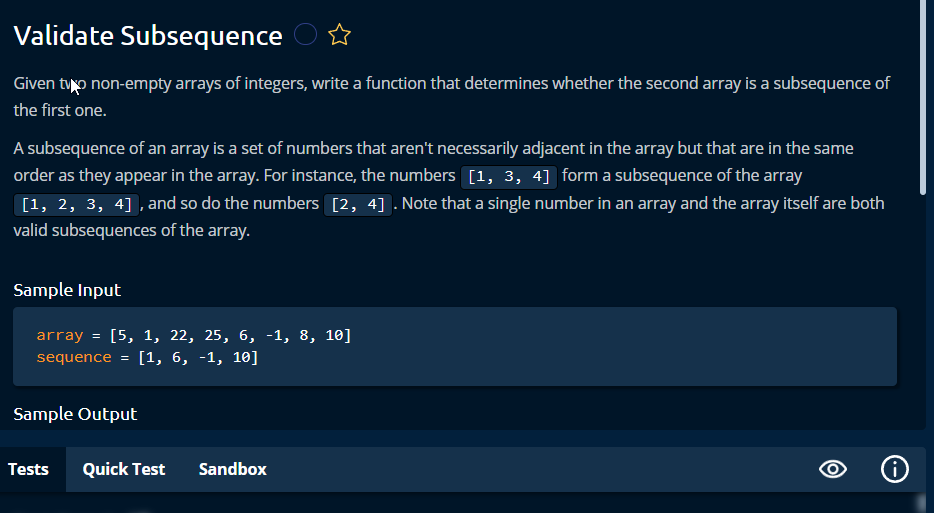 Validate Subsequence
Given two non-empty arrays of integers, write a function that determines whether the second array is a subsequence of
the first one.
A subsequence of an array is a set of numbers that aren't necessarily adjacent in the array but that are in the same
order as they appear in the array. For instance, the numbers [1, 3, 4] form a subsequence of the array
[1, 2, 3, 4], and so do the numbers [2, 4]. Note that a single number in an array and the array itself are both
valid subsequences of the array.
Sample Input
array = [5, 1, 22, 25, 6, -1, 8, 10]
sequence = [1, 6, -1, 10]
Sample Output
Tests Quick Test Sandbox